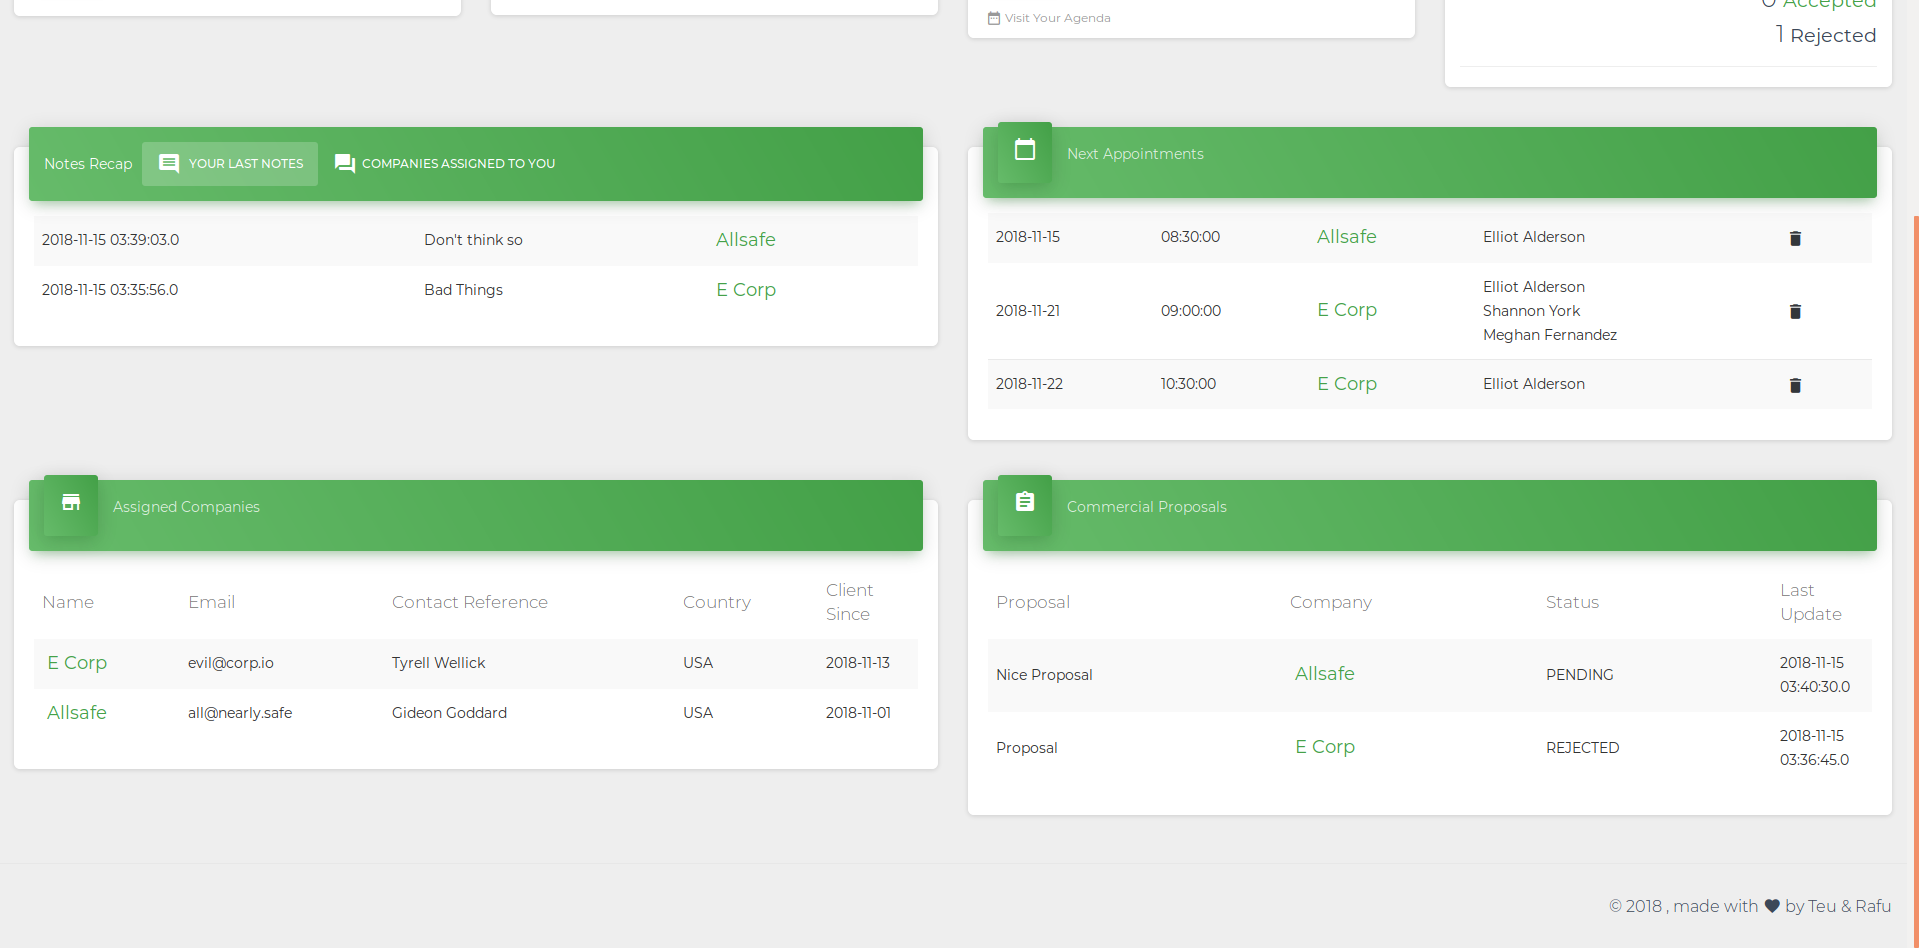 Visit Your Agenda
0 Accepted
1 Rejected
Notes Recap YOUR LAST NOTES COMPANIES ASSIGNED TO YOU
2018-11-15 03:39:03.0 Don't think so Allsafe
2018-11-15 03:35:56.0 Bad Things E Corp
Next Appointments
2018-11-15 08:30:00 Allsafe Elliot Alderson
2018-11-21 09:00:00 E Corp Elliot Alderson
Shannon York
Meghan Fernandez
2018-11-22 10:30:00 E Corp Elliot Alderson
Assigned Companies
Name Email Contact Reference Country Client
Since
E Corp evil@corp.io Tyrell Wellick USA 2018-11-13
Allsafe all@nearly.safe Gideon Goddard USA 2018-11-01
Commercial Proposals
Proposal Company Status Last
Update
Nice Proposal Allsafe PENDING 2018-11-15
03:40:30.0
Proposal E Corp REJECTED 2018-11-15
03:36:45.0
© 2018 , made with ♥ by Teu & Rafu